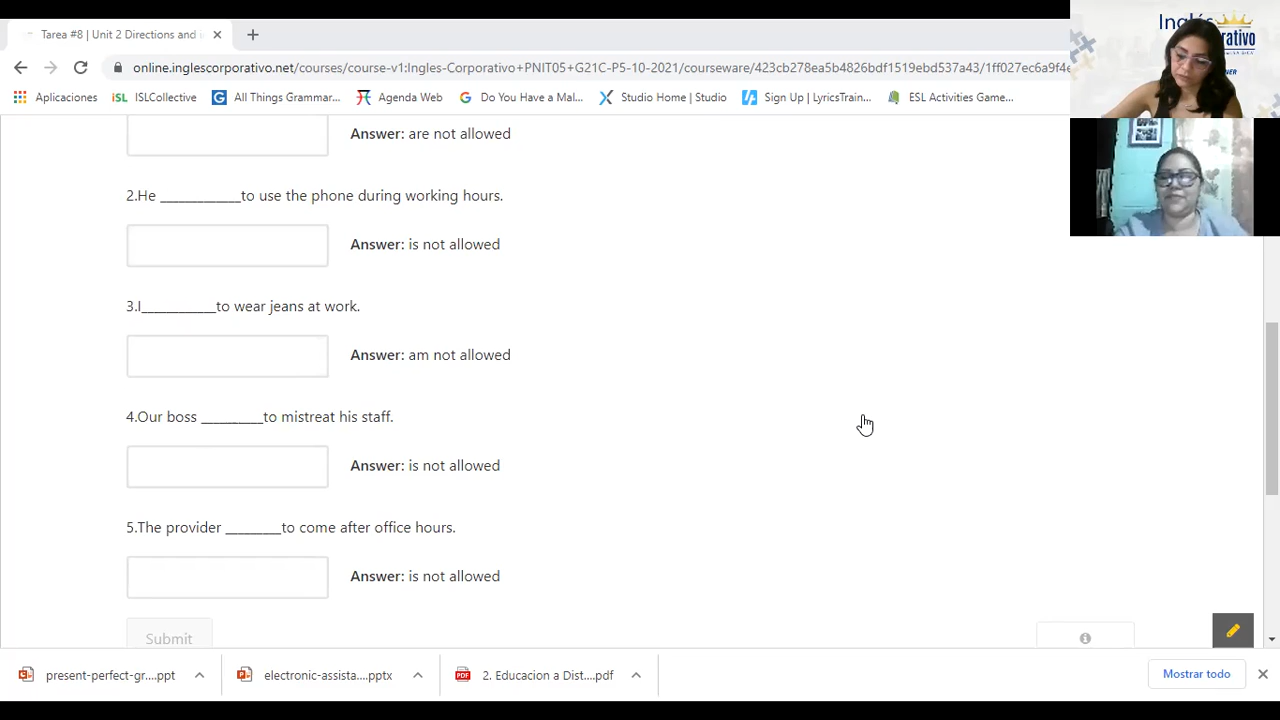 Tarea #8 | Unit 2 Directions and i
online.inglescorporativo.net/courses/course-v1:Ingles-Corporativo+PNIT05+G21C-P5-10-2021/courseware/423cb278ea5b4826bdf1519ebd537a43/1ff027ec6a9f4e
Aplicaciones
ISLCollective
All Things Grammar...
Agenda Web
Do You Have a Mal...
Studio Home | Studio
Sign Up | LyricsTrain...
ESL Activities Game...
Answer: are not allowed
2.He ____________to use the phone during working hours.
Answer: is not allowed
3.I___________to wear jeans at work.
Answer: am not allowed
4.Our boss _________to mistreat his staff.
Answer: is not allowed
5.The provider ________to come after office hours.
Answer: is not allowed
Submit
present-perfect-gr....ppt
electronic-assista....pptx
2. Educacion a Dist....pdf
Mostrar todo